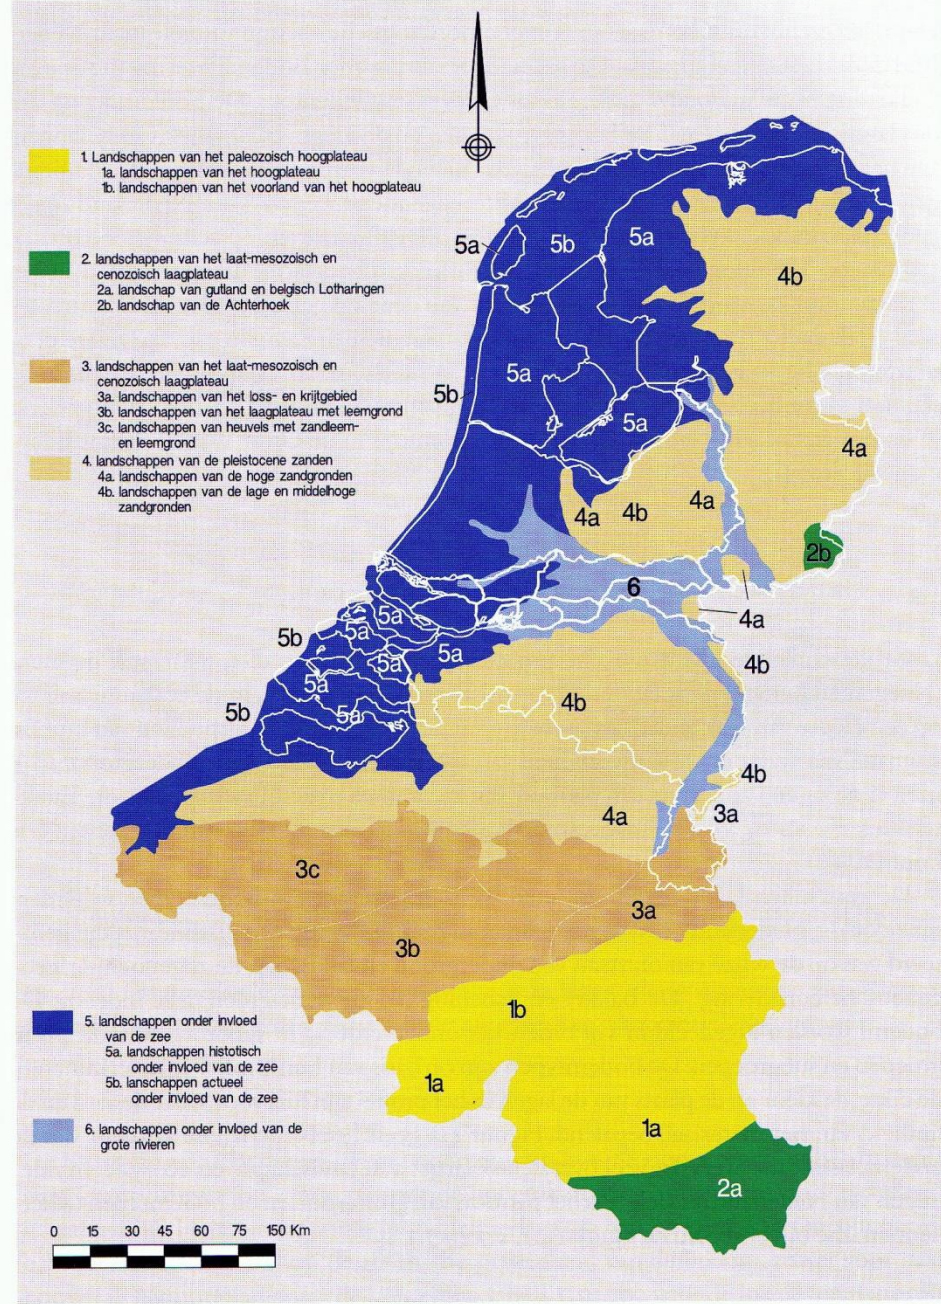 1. Landschappen van het paleozoisch hoogplateau
1a. landschappen van het hoogplateau
1b. landschappen van het voorland van het hoogplateau
2. landschappen van het laat-mesozoisch en
cenozoisch laagplateau
2a. landschap van gutland en belgisch Lotharingen
2b. landschap van de Achterhoek
3. landschappen van het laat-mesozoisch en
cenozoisch laagplateau
3a. landschappen van het loss- en krijtgebied
3b. landschappen van het laagplateau met leemgrond
3c. landschappen van heuvels met zandleem-
en leemgrond
4. landschappen van de pleistocene zanden
4a. landschappen van de hoge zandgronden
4b. landschappen van de lage en middelhoge
zandgronden
5a
5b
5a
4b
5b
5a
5a
4a
4a
4b
4a
2b
6
4a
5a
5b
5a
5a
5a
4b
5a
4b
5b
5a
4b
4a
3a
3c
3a
3b
1b
1a
1a
2a
5. landschappen onder invloed
van de zee
5a. landschappen histotisch
onder invloed van de zee
5b. lanschappen actueel
onder invloed van de zee
6. landschappen onder invloed van de
grote rivieren
0 15 30 45 60 75 150 Km